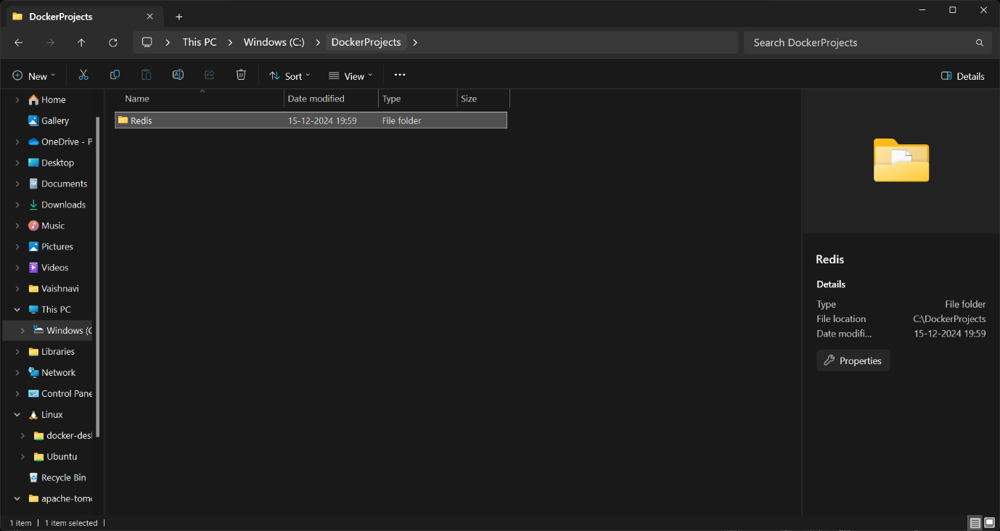 DockerProjects
This PC > Windows (C:) > DockerProjects >
Search DockerProjects
New
Sort
View
Details
Name
Date modified
Type
Size
Redis
15-12-2024 19:59
File folder
Home
Gallery
OneDrive - P
Desktop
Documents
Downloads
Music
Pictures
Videos
Vaishnavi
This PC
Windows (C
Libraries
Network
Control Pane
Linux
docker-desl
Ubuntu
Recycle Bin
apache-tomc
Redis
Details
Type File folder
File location C:\DockerProjects
Date modifi... 15-12-2024 19:59
Properties
1 item | 1 item selected |